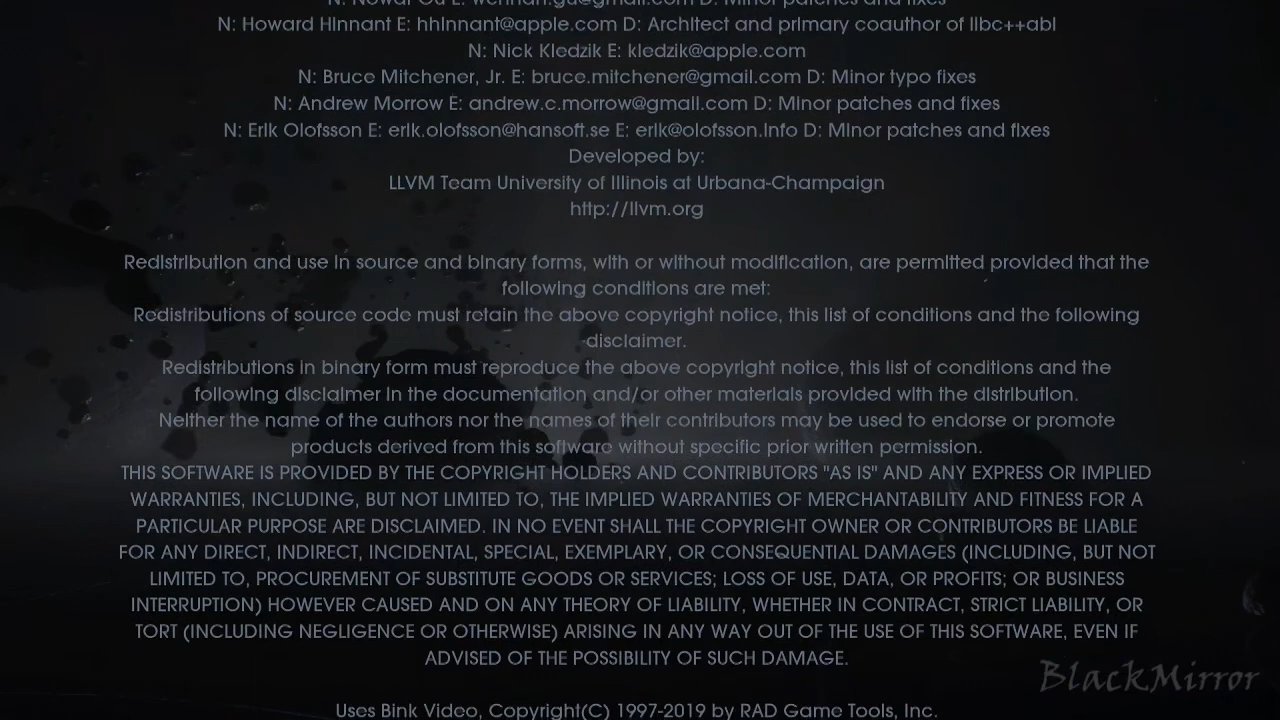 N: Howard Hinnant E: hhinnant@apple.com D: Architect and primary coauthor of libc++abi
N: Nick Kledzik E: kledzik@apple.com
N: Bruce Mitchener, Jr. E: bruce.mitchener@gmail.com D: Minor typo fixes
N: Andrew Morrow E: andrew.c.morrow@gmail.com D: Minor patches and fixes
N: Erik Olofsson E: erik.olofsson@hansoft.se E: erik@olofsson.info D: Minor patches and fixes
Developed by:
LLVM Team University of Illinois at Urbana-Champaign
http://llvm.org
Redistribution and use in source and binary forms, with or without modification, are permitted provided that the
following conditions are met:
Redistributions of source code must retain the above copyright notice, this list of conditions and the following
disclaimer.
Redistributions in binary form must reproduce the above copyright notice, this list of conditions and the
following disclaimer in the documentation and/or other materials provided with the distribution.
Neither the name of the authors nor the names of their contributors may be used to endorse or promote
products derived from this software without specific prior written permission.
THIS SOFTWARE IS PROVIDED BY THE COPYRIGHT HOLDERS AND CONTRIBUTORS "AS IS" AND ANY EXPRESS OR IMPLIED
WARRANTIES, INCLUDING, BUT NOT LIMITED TO, THE IMPLIED WARRANTIES OF MERCHANTABILITY AND FITNESS FOR A
PARTICULAR PURPOSE ARE DISCLAIMED. IN NO EVENT SHALL THE COPYRIGHT OWNER OR CONTRIBUTORS BE LIABLE
FOR ANY DIRECT, INDIRECT, INCIDENTAL, SPECIAL, EXEMPLARY, OR CONSEQUENTIAL DAMAGES (INCLUDING, BUT NOT
LIMITED TO, PROCUREMENT OF SUBSTITUTE GOODS OR SERVICES; LOSS OF USE, DATA, OR PROFITS; OR BUSINESS
INTERRUPTION) HOWEVER CAUSED AND ON ANY THEORY OF LIABILITY, WHETHER IN CONTRACT, STRICT LIABILITY, OR
TORT (INCLUDING NEGLIGENCE OR OTHERWISE) ARISING IN ANY WAY OUT OF THE USE OF THIS SOFTWARE, EVEN IF
ADVISED OF THE POSSIBILITY OF SUCH DAMAGE.
BlackMirror
Uses Bink Video, Copyright(C) 1997-2019 by RAD Game Tools, Inc.